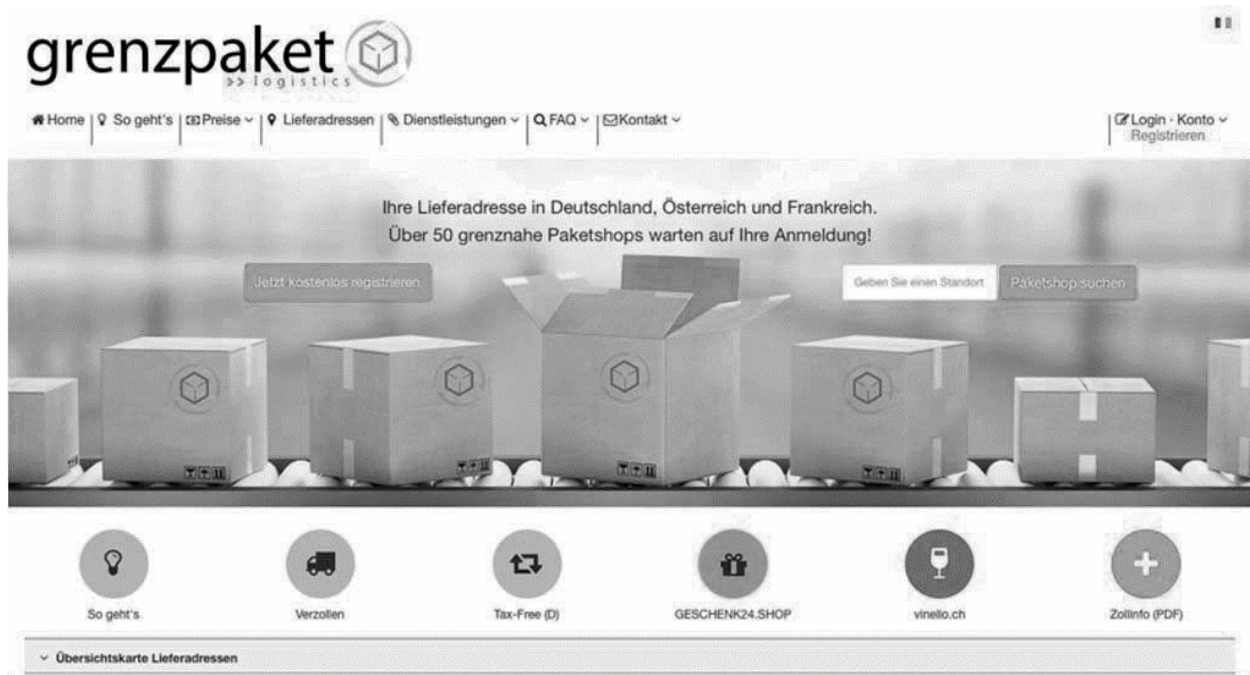 grenzpaket
>> logistics
Home
So geht's
Preise
Lieferadressen
Dienstleistungen
FAQ
Kontakt
Login · Konto
Registrieren
Ihre Lieferadresse in Deutschland, Österreich und Frankreich.
Über 50 grenznahe Paketshops warten auf Ihre Anmeldung!
Jetzt kostenlos registrieren
Geben Sie einen Standort
Paketshop suchen
So geht's
Verzollen
Tax-Free (D)
GESCHENK24.SHOP
vinello.ch
Zollinfo (PDF)
Übersichtskarte Lieferadressen